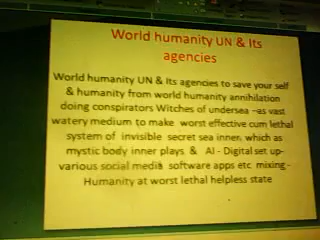 World humanity UN & Its
agencies
World humanity UN & Its agencies to save your self
& humanity from world humanity annihilation
doing conspirators Witches of undersea –es vast
watery medium to make worst effective cum lethal
system of invisible secret sea inner, which as
mystic body inner plays & AI - Digital set up-
various social media software apps etc mixing -
Humanity at worst lethal helpless state